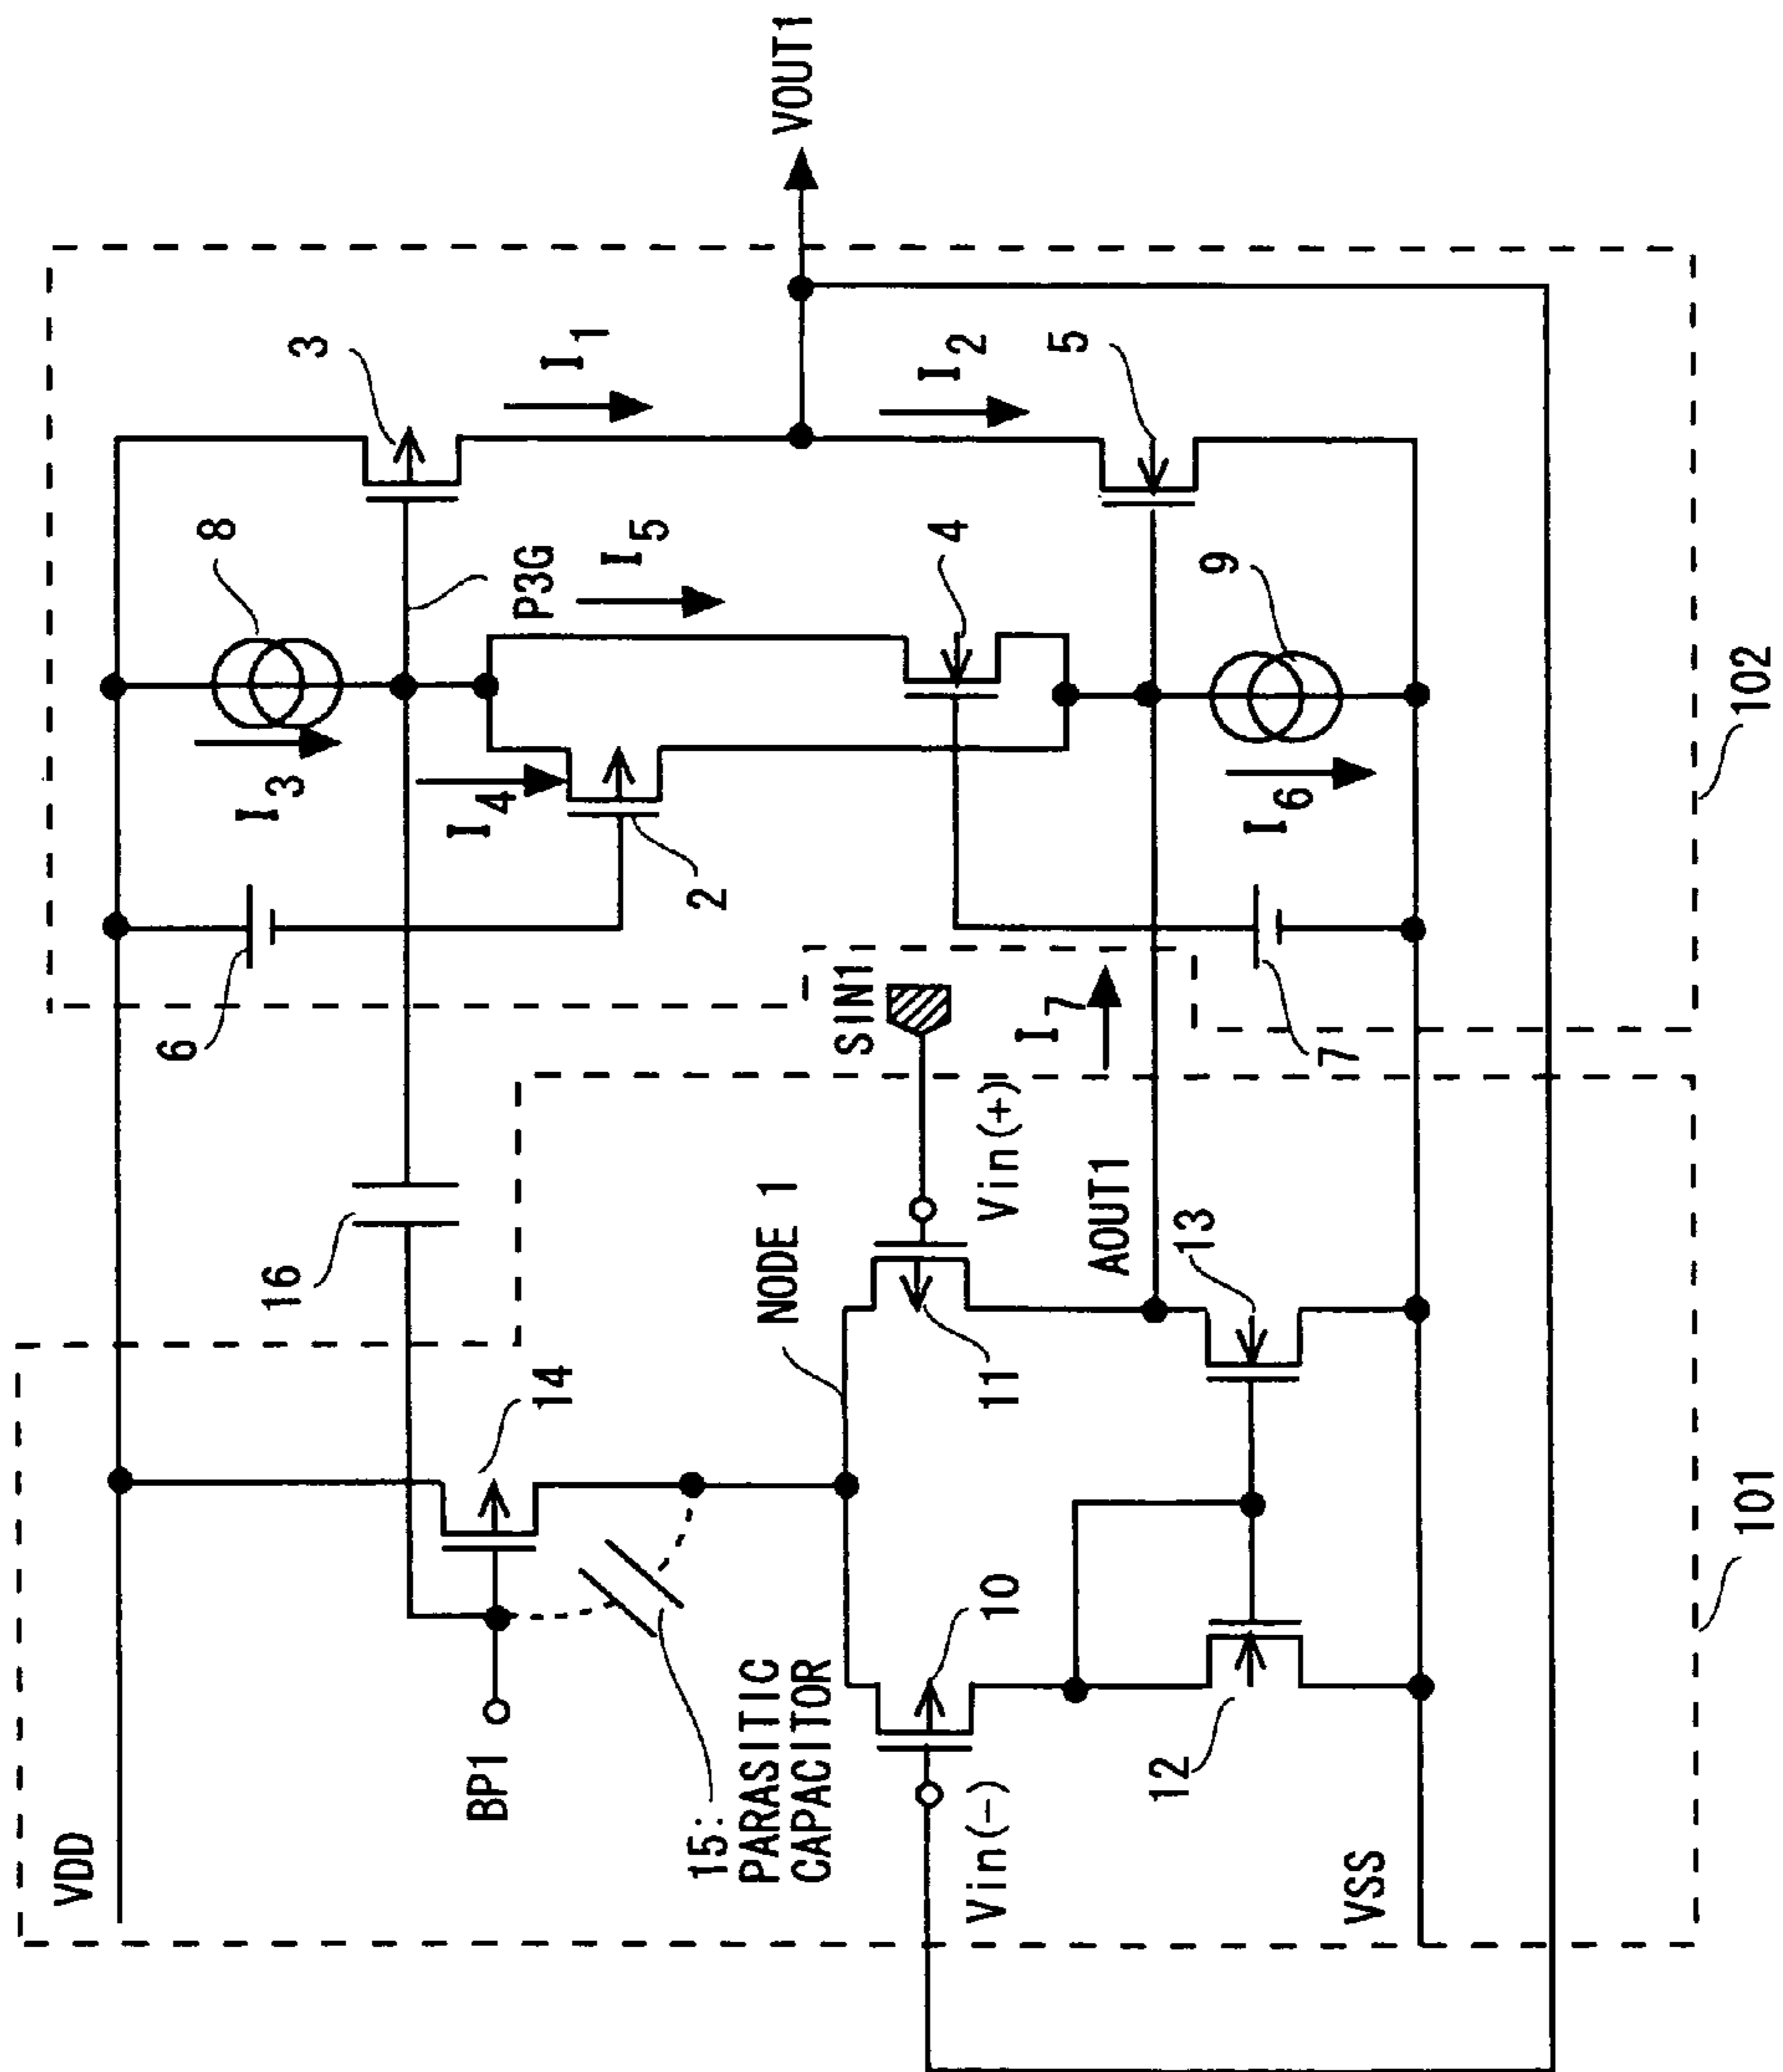 VDD
14
16
6
8
3
I3
I4
P3G
I5
I1
VOUT1
BP1
2
15:
PARASITIC
CAPACITOR
NODE 1
SIN1
4
I2
Vin(-)
10
11
Vin(+)
I7
5
12
AOUT1
13
7
I6
9
VSS
101
102